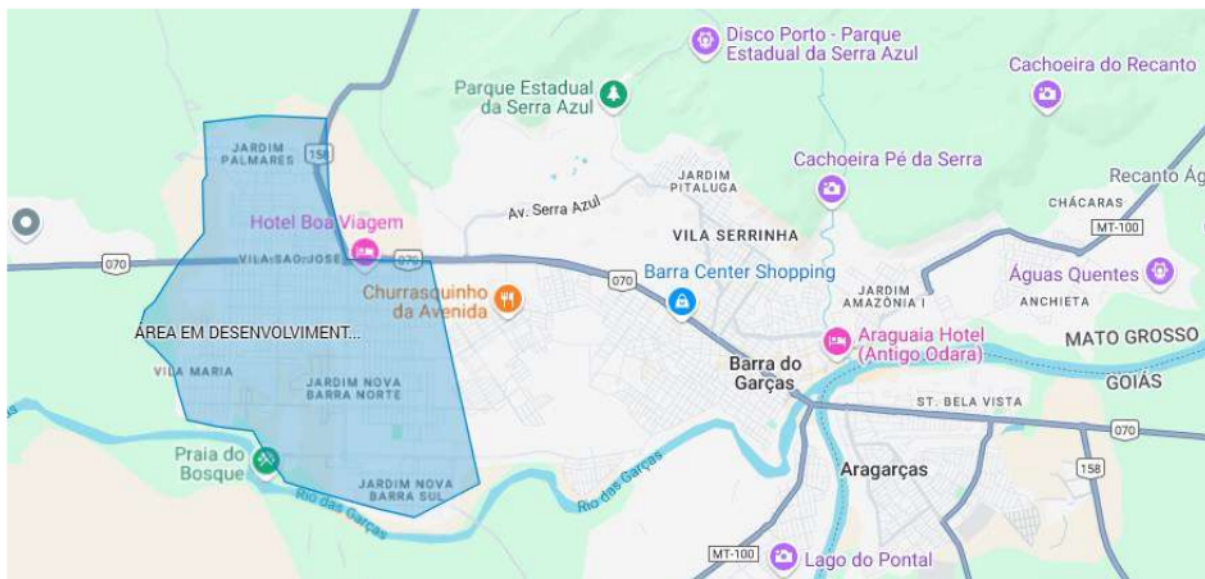 Disco Porto - Parque
Estadual da Serra Azul
Cachoeira do Recanto
Parque Estadual
da Serra Azul
JARDIM
PALMARES
158
Cachoeira Pé da Serra
JARDIM
PITALUGA
Recanto Ág
CHÁCARAS
Av. Serra Azul
Hotel Boa Viagem
VILA SERRINHA
MT-100
070
VILA SÃO JOSÉ
070
Barra Center Shopping
070
Águas Quentes
Churrasquinho
da Avenida
JARDIM
AMAZÔNIA I
ANCHIETA
ÁREA EM DESENVOLVIMENT...
Araguaia Hotel
(Antigo Odara)
MATO GROSSO
VILA MARIA
Barra do
Garças
GOIÁS
JARDIM NOVA
BARRA NORTE
ST. BELA VISTA
070
Praia do
Bosque
Rio das Garças
Aragarças
158
JARDIM NOVA
BARRA SUL
Rio das Garças
MT-100
Lago do Pontal